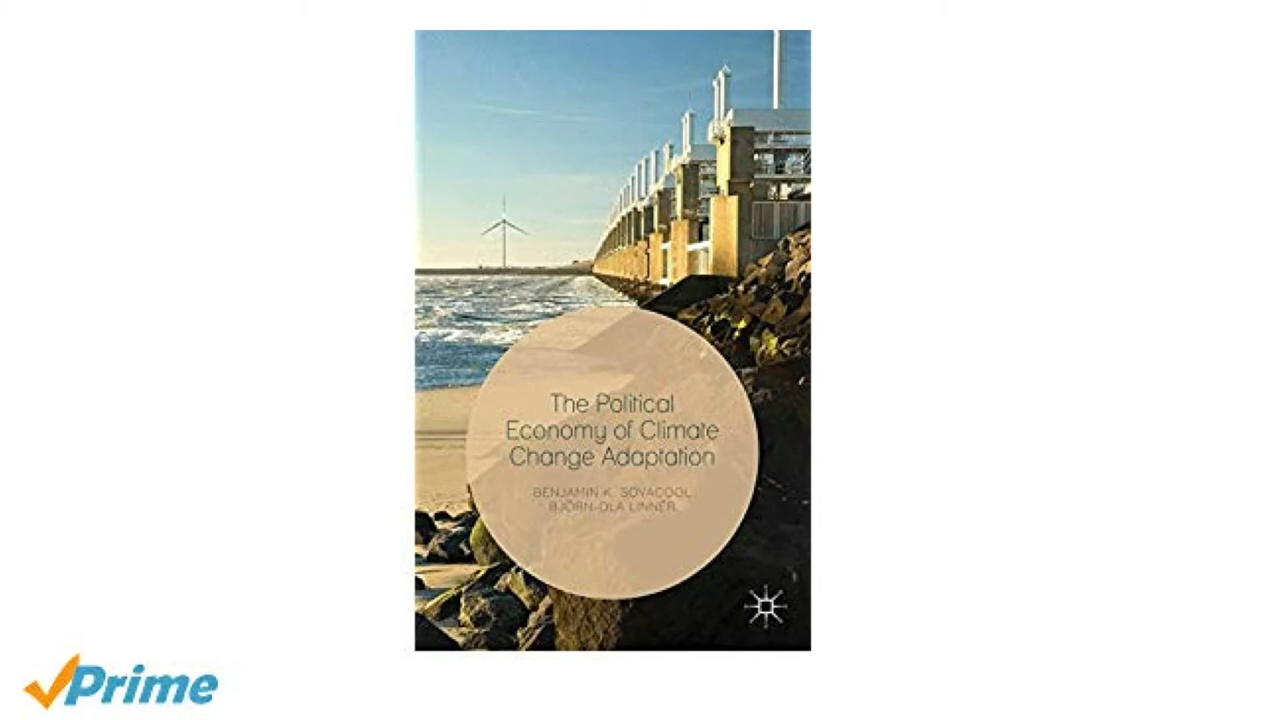 The Political
Economy of Climate
Change Adaptation
BENJAMIN K. SOVACOOL
BJÖRN-OLA LINNÉR
Prime